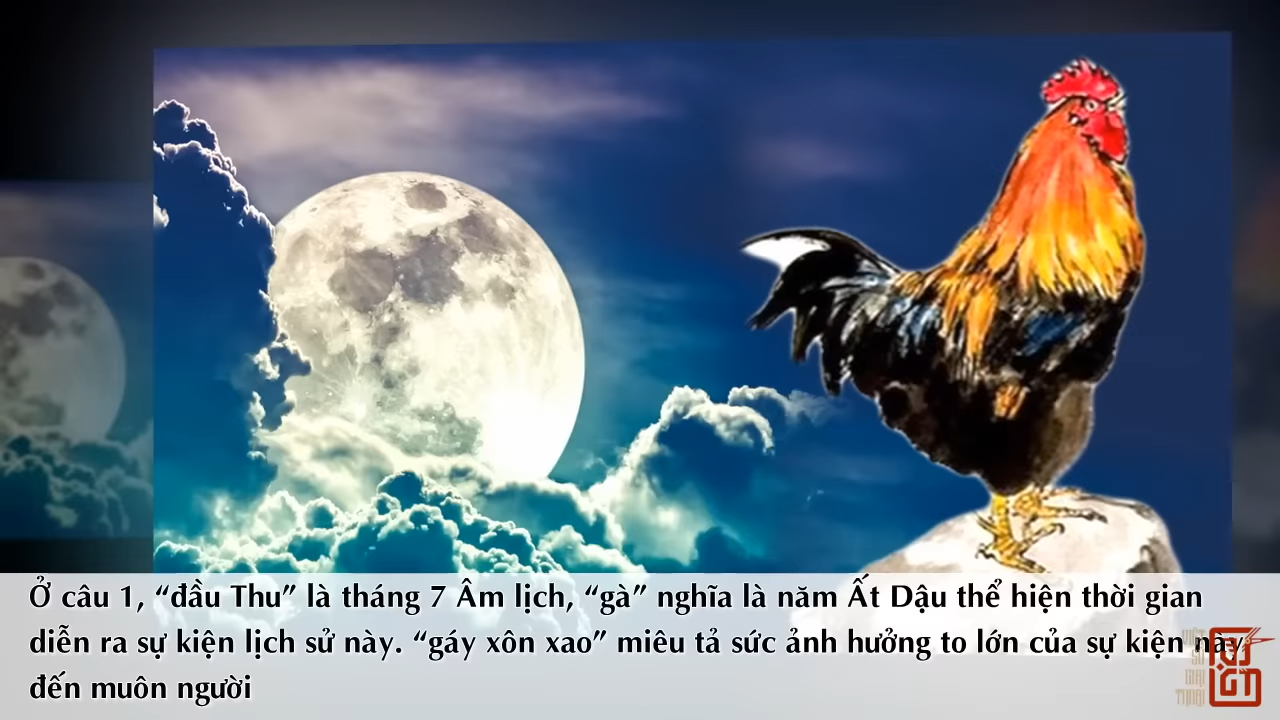 Ở câu 1, “đầu Thu” là tháng 7 Âm lịch, “gà” nghĩa là năm Ất Dậu thể hiện thời gian
diễn ra sự kiện lịch sử này. “gáy xôn xao” miêu tả sức ảnh hưởng to lớn của sự kiện này
đến muôn người